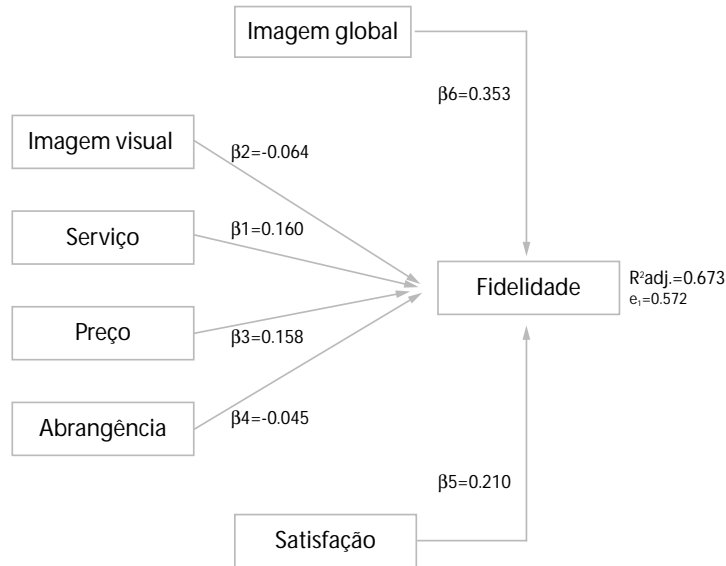 Imagem global
β6=0.353
Imagem visual
β2=-0.064
Serviço
β1=0.160
Fidelidade
R²adj.=0.673
e₁=0.572
Preço
β3=0.158
Abrangência
β4=-0.045
β5=0.210
Satisfação